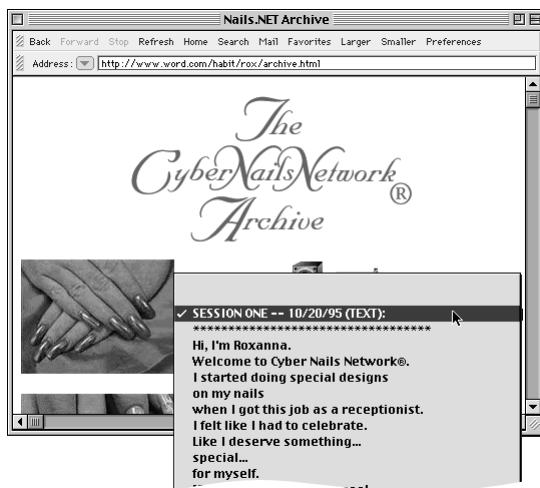 Nails.NET Archive
Back Forward Stop Refresh Home Search Mail Favorites Larger Smaller Preferences
Address: http://www.word.com/habit/rox/archive.html
The
CyberNailsNetwork®
Archive
✓ SESSION ONE -- 10/20/95 (TEXT):
**********************************
Hi, I'm Roxanna.
Welcome to Cyber Nails Network®.
I started doing special designs
on my nails
when I got this job as a receptionist.
I felt like I had to celebrate.
Like I deserve something...
special...
for myself.